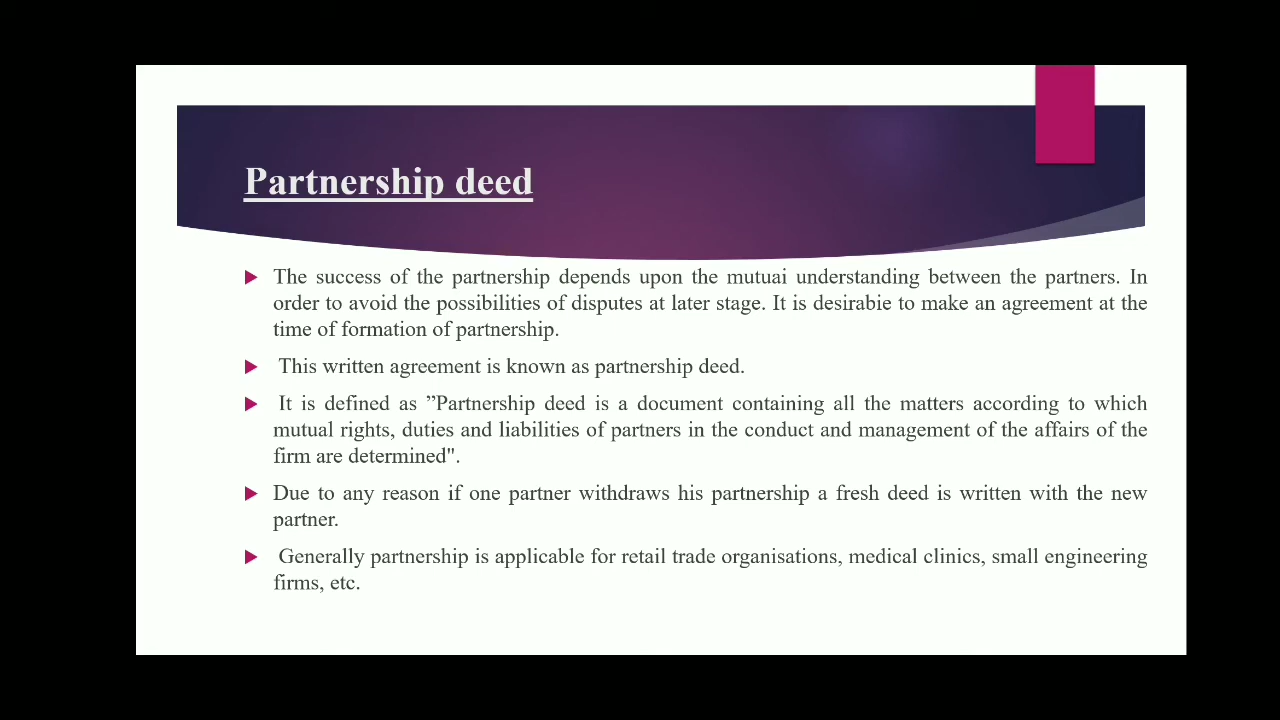 Partnership deed
The success of the partnership depends upon the mutuai understanding between the partners. In
order to avoid the possibilities of disputes at later stage. It is desirabie to make an agreement at the
time of formation of partnership.
This written agreement is known as partnership deed.
It is defined as ”Partnership deed is a document containing all the matters according to which
mutual rights, duties and liabilities of partners in the conduct and management of the affairs of the
firm are determined".
Due to any reason if one partner withdraws his partnership a fresh deed is written with the new
partner.
Generally partnership is applicable for retail trade organisations, medical clinics, small engineering
firms, etc.